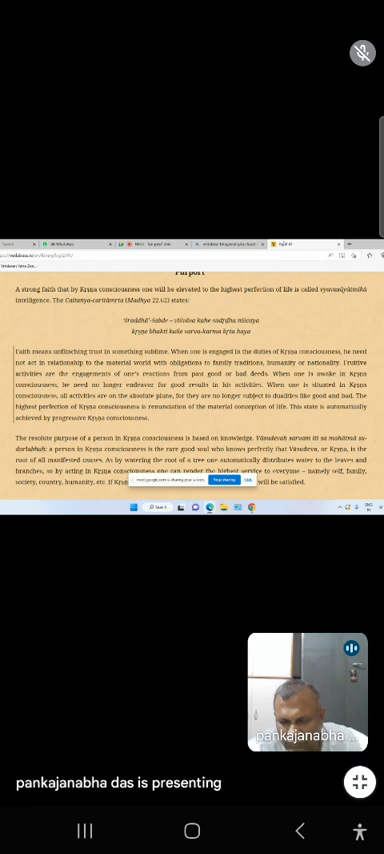 Purport
A strong faith that by Kṛṣṇa consciousness one will be elevated to the highest perfection of life is called vyavasāyātmikā
intelligence. The Caitanya-caritāmṛta (Madhya 22.62) states:
'śraddhā'-śabde – viśvāsa kahe sudṛḍha niścaya
kṛṣṇe bhakti kaile sarva-karma kṛta haya
Faith means unflinching trust in something sublime. When one is engaged in the duties of Kṛṣṇa consciousness, he need
not act in relationship to the material world with obligations to family traditions, humanity or nationality. Fruitive
activities are the engagements of one's reactions from past good or bad deeds. When one is awake in Kṛṣṇa
consciousness, he need no longer endeavor for good results in his activities. When one is situated in Kṛṣṇa
consciousness, all activities are on the absolute plane, for they are no longer subject to dualities like good and bad. The
highest perfection of Kṛṣṇa consciousness is renunciation of the material conception of life. This state is automatically
achieved by progressive Kṛṣṇa consciousness.
The resolute purpose of a person in Kṛṣṇa consciousness is based on knowledge. Vāsudevaḥ sarvam iti sa mahātmā su-
durlabhaḥ: a person in Kṛṣṇa consciousness is the rare good soul who knows perfectly that Vāsudeva, or Kṛṣṇa, is the
root of all manifested causes. As by watering the root of a tree one automatically distributes water to the leaves and
branches, so by acting in Kṛṣṇa consciousness one can render the highest service to everyone – namely self, family,
society, country, humanity, etc. If Kṛṣṇa will be satisfied.
meet.google.com is sharing your screen. Stop sharing Hide
Search
pankajanabha ...
pankajanabha das is presenting